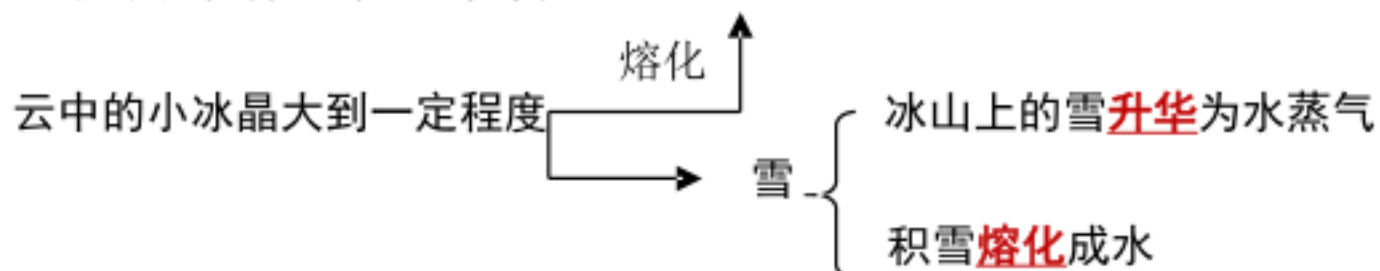 熔化
云中的小冰晶大到一定程度
冰山上的雪升华为水蒸气
雪
积雪熔化成水